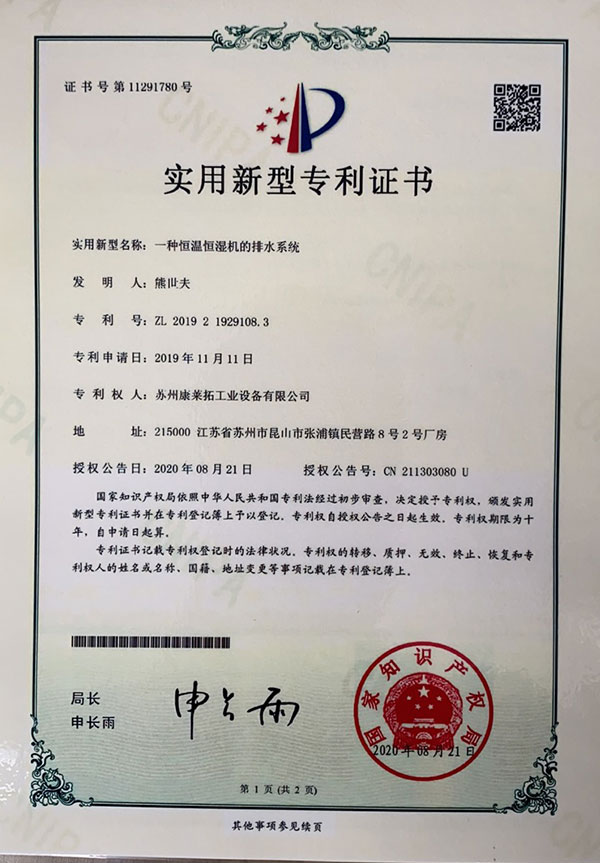 证书号第11291780号
实用新型专利证书
实用新型名称：一种恒温恒湿机的排水系统
发明人：熊世夫
专利号：ZL 2019 2 1929108.3
专利申请日：2019年11月11日
专利权人：苏州康莱拓工业设备有限公司
地址：215000 江苏省苏州市昆山市张浦镇民营路8号2号厂房
授权公告日：2020年08月21日 授权公告号：CN 211303080 U
国家知识产权局依照中华人民共和国专利法经过初步审查，决定授予专利权，颁发实用
新型专利证书并在专利登记簿上予以登记。专利权自授权公告之日起生效。专利权期限为十
年，自申请日起算。
专利证书记载专利权登记时的法律状况。专利权的转移、质押、无效、终止、恢复和专
利权人的姓名或名称、国籍、地址变更等事项记载在专利登记簿上。
局长
申长雨
申长雨
国家知识产权局
2020年08月21日
第1页(共2页)
其他事项参见续页
CNIPA
CNIPA
CNIPA